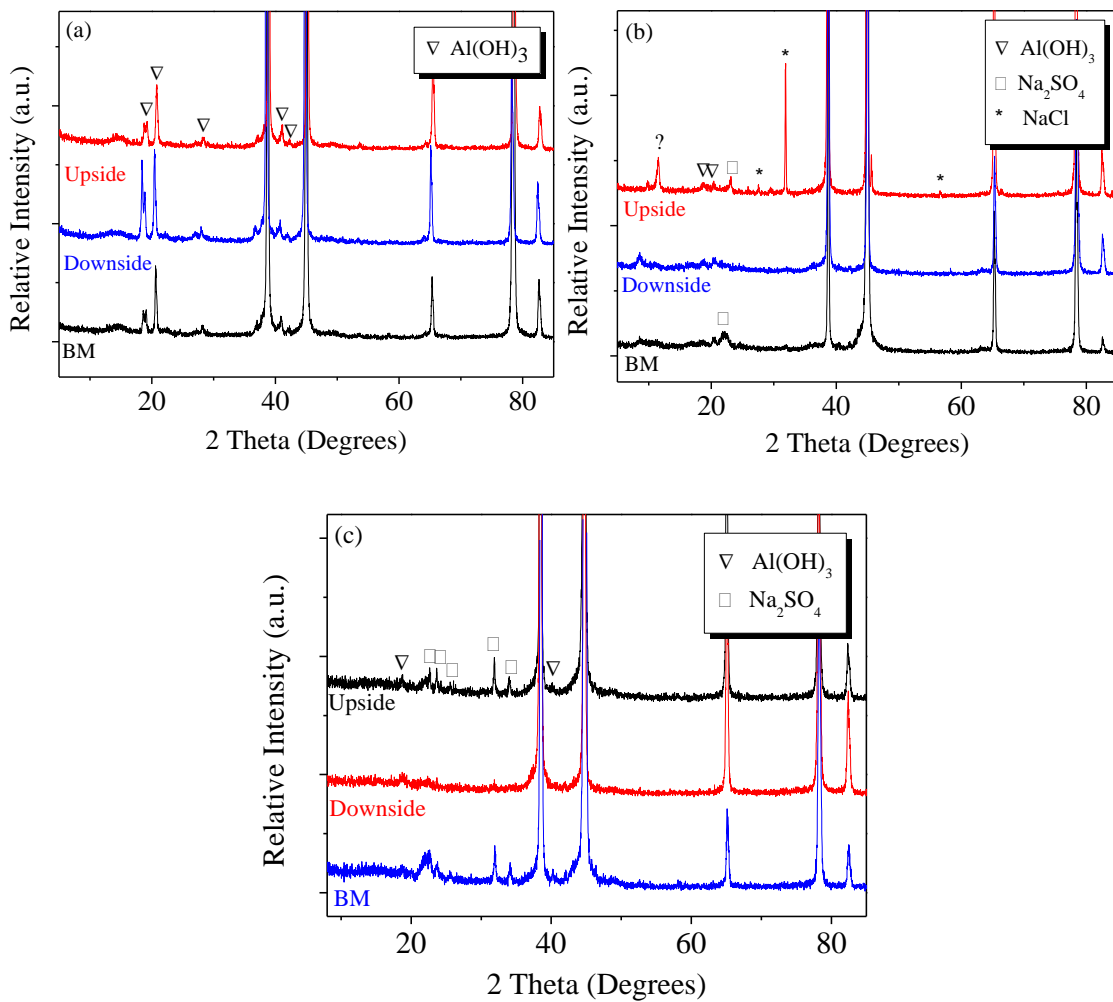 (a)
▽ Al(OH)3
▽ ▽ ▽ ▽ ▽
Relative Intensity (a.u.)
Upside
Downside
BM
20 40 60 80
2 Theta (Degrees)
(b)
▽ Al(OH)3
□ Na2SO4
* NaCl
? ▽▽ □ * * *
□
Relative Intensity (a.u.)
Upside
Downside
BM
20 40 60 80
2 Theta (Degrees)
(c)
▽ Al(OH)3
□ Na2SO4
▽ □ □ □ □ □ ▽
Relative Intensity (a.u.)
Upside
Downside
BM
20 40 60 80
2 Theta (Degrees)